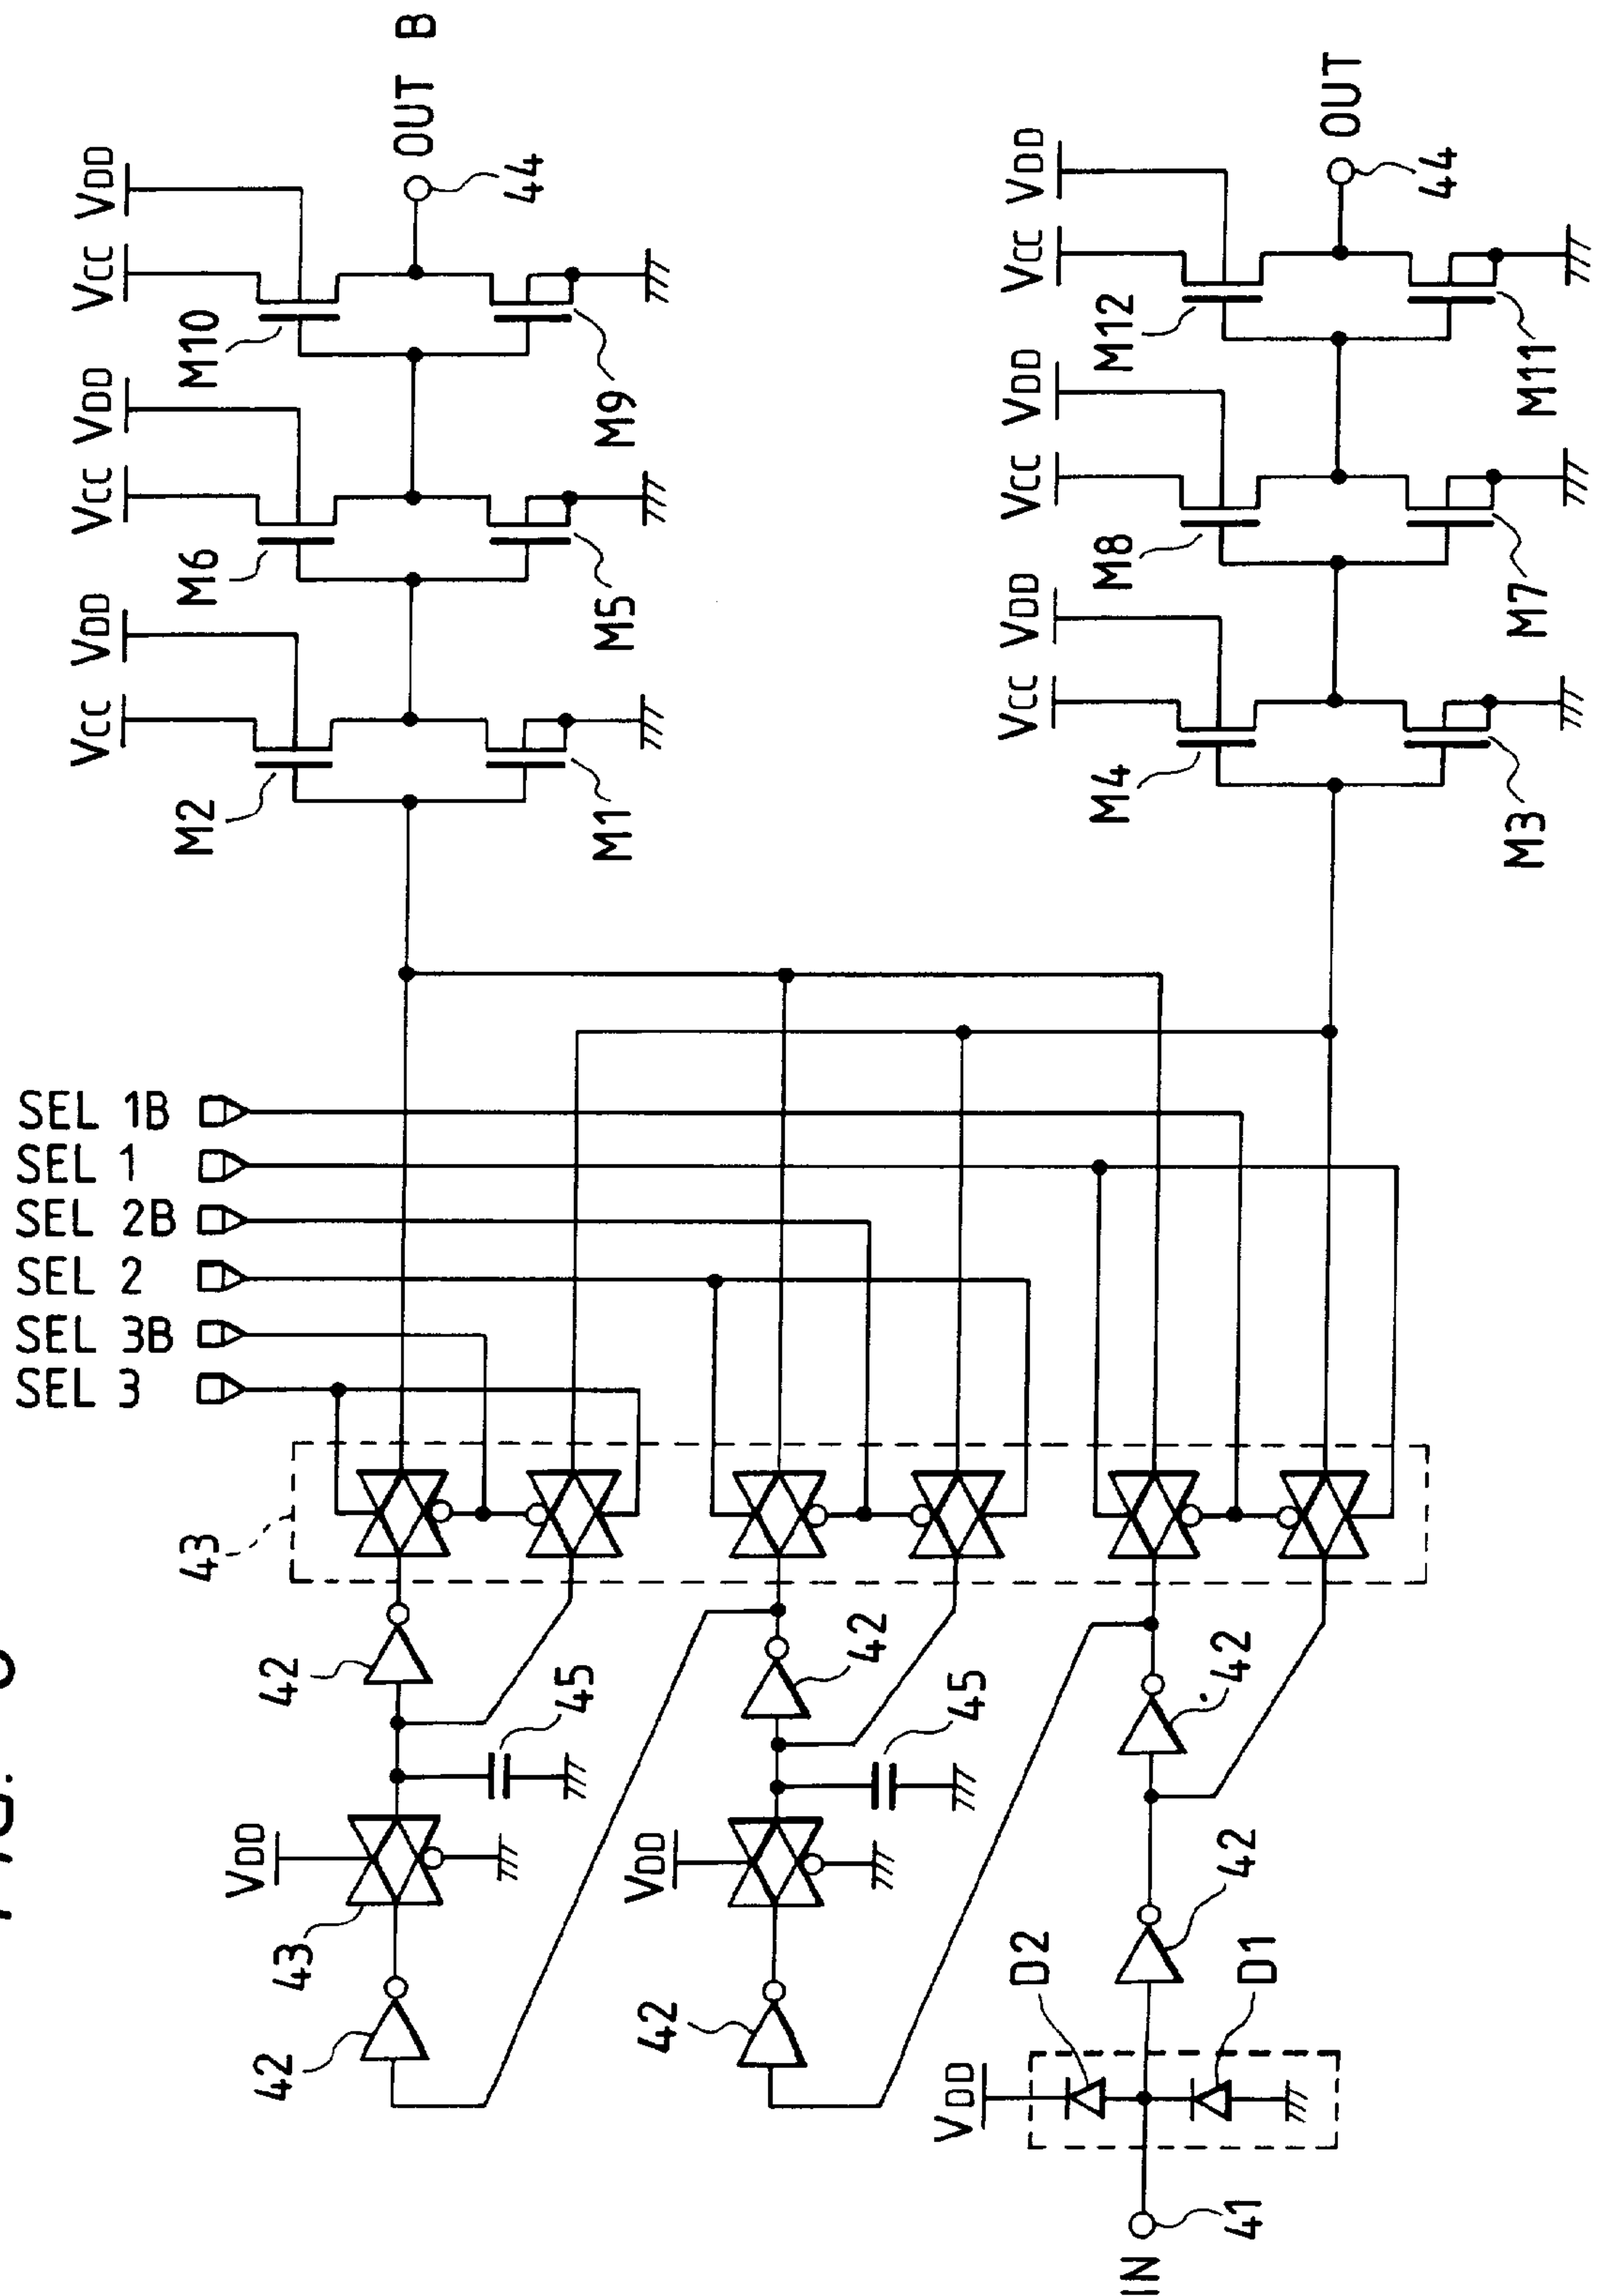 SEL 1B
SEL 1
SEL 2B
SEL 2
SEL 3B
SEL 3
VCC
VDD
VCC
VDD
VCC
VDD
M2
M6
M10
M1
M5
M9
OUT B
44
VCC
VDD
VCC
VDD
VCC
VDD
M4
M8
M12
M3
M7
M11
OUT
44
43
42
42
42
45
45
VDD
VDD
43
42
42
42
VDD
D2
D1
IN
41